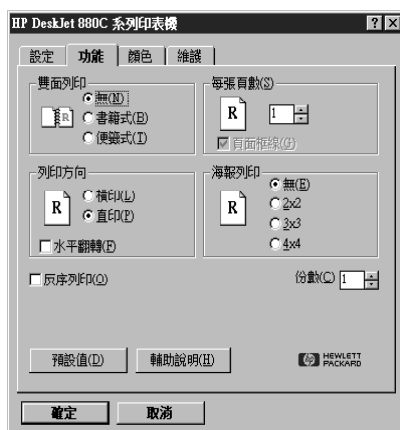 HP DeskJet 880C 系列印表機
設定 功能 顏色 維護
雙面列印
無(N)
書籍式(B)
便箋式(T)
每張頁數(S)
1
頁面框線(G)
列印方向
橫印(L)
直印(P)
水平翻轉(F)
海報列印
無(E)
2x2
3x3
4x4
反序列印(O)
份數(C) 1
預設值(D) 輔助說明(H)
HEWLETT
PACKARD
確定 取消